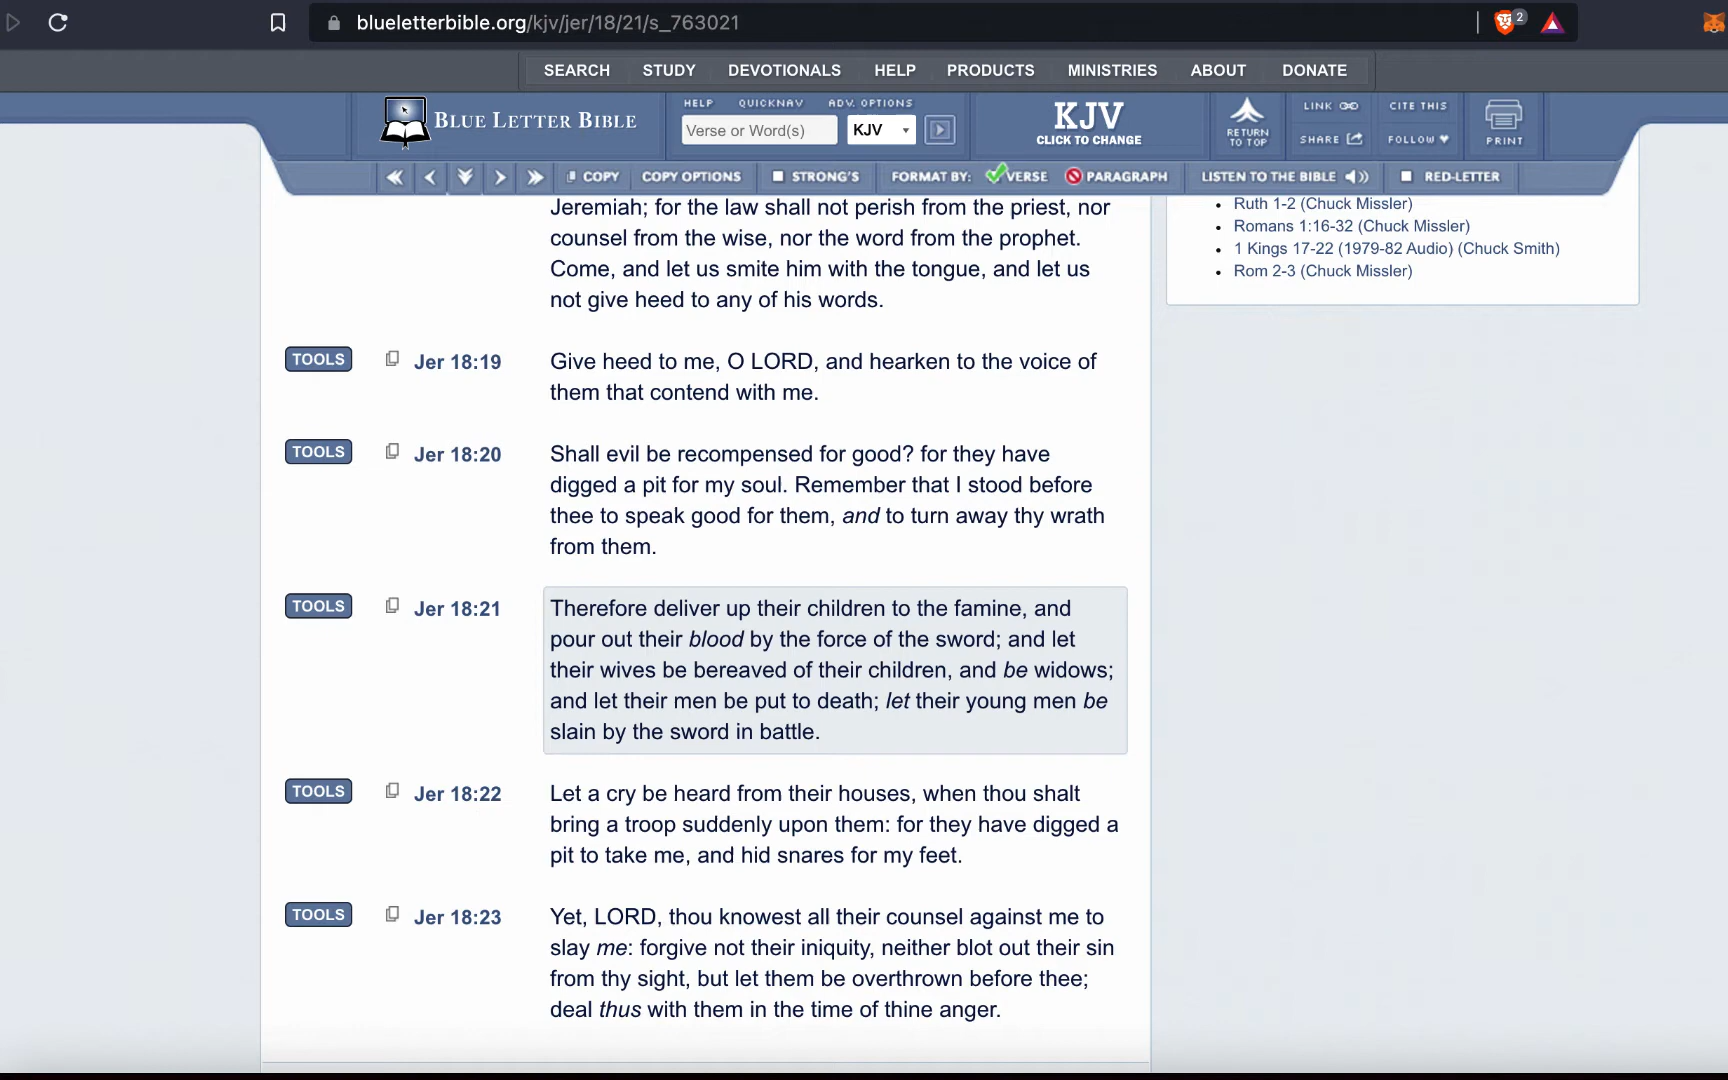 blueletterbible.org/kjv/jer/18/21/s_763021
2
SEARCH STUDY DEVOTIONALS HELP PRODUCTS MINISTRIES ABOUT DONATE
BLUE LETTER BIBLE
HELP QUICKNAV ADV. OPTIONS
Verse or Word(s) KJV
KJV
CLICK TO CHANGE
RETURN
TO TOP
LINK
SHARE
CITE THIS
FOLLOW
PRINT
COPY COPY OPTIONS STRONG'S FORMAT BY: VERSE PARAGRAPH LISTEN TO THE BIBLE RED-LETTER
Jeremiah; for the law shall not perish from the priest, nor
counsel from the wise, nor the word from the prophet.
Come, and let us smite him with the tongue, and let us
not give heed to any of his words.
TOOLS Jer 18:19 Give heed to me, O LORD, and hearken to the voice of
them that contend with me.
TOOLS Jer 18:20 Shall evil be recompensed for good? for they have
digged a pit for my soul. Remember that I stood before
thee to speak good for them, and to turn away thy wrath
from them.
TOOLS Jer 18:21 Therefore deliver up their children to the famine, and
pour out their blood by the force of the sword; and let
their wives be bereaved of their children, and be widows;
and let their men be put to death; let their young men be
slain by the sword in battle.
TOOLS Jer 18:22 Let a cry be heard from their houses, when thou shalt
bring a troop suddenly upon them: for they have digged a
pit to take me, and hid snares for my feet.
TOOLS Jer 18:23 Yet, LORD, thou knowest all their counsel against me to
slay me: forgive not their iniquity, neither blot out their sin
from thy sight, but let them be overthrown before thee;
deal thus with them in the time of thine anger.
Ruth 1-2 (Chuck Missler)
Romans 1:16-32 (Chuck Missler)
1 Kings 17-22 (1979-82 Audio) (Chuck Smith)
Rom 2-3 (Chuck Missler)